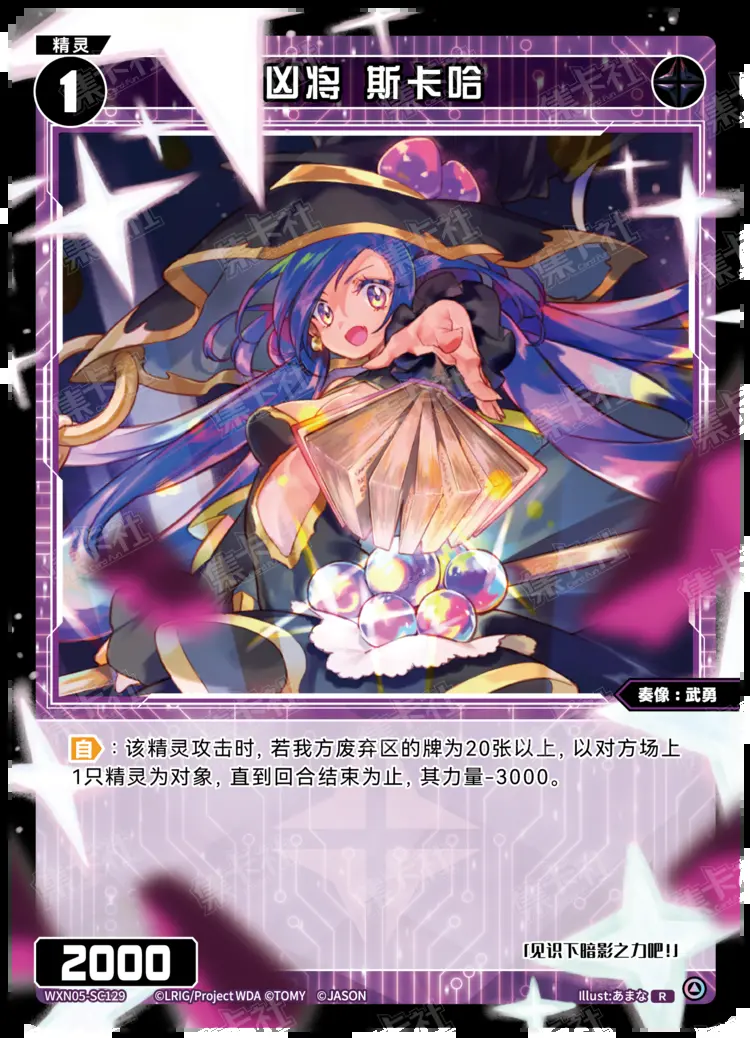 精灵
1
凶将 斯卡哈
奏像：武勇
自：该精灵攻击时，若我方废弃区的牌为20张以上，以对方场上
1只精灵为对象，直到回合结束为止，其力量-3000。
「见识下暗影之力吧！」
2000
WXN05-SC129 ©LRIG/Project WDA ©TOMY ©JASON Illust:あまな R
集卡社